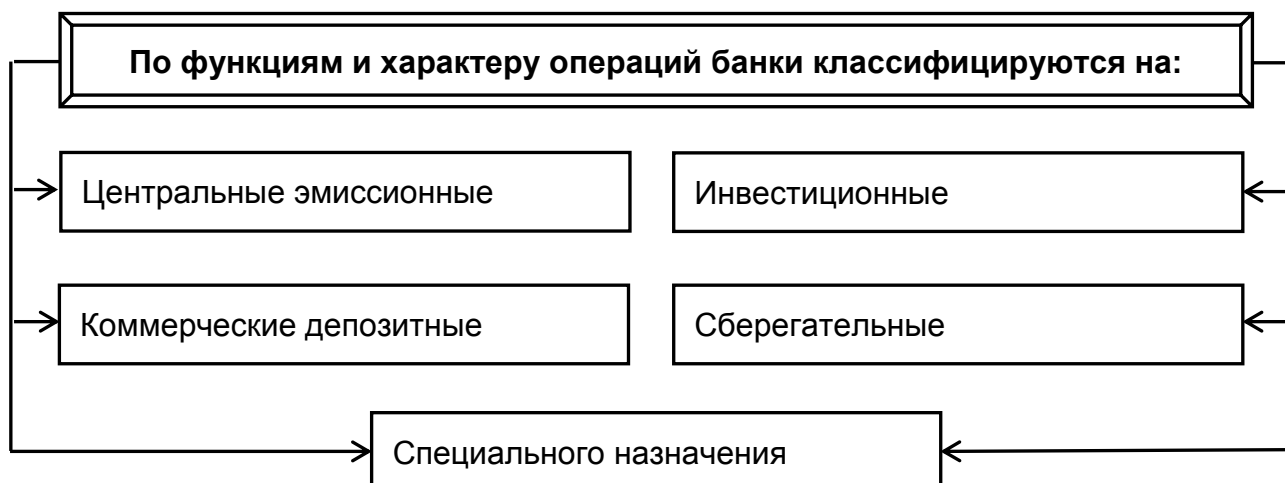 По функциям и характеру операций банки классифицируются на:
Центральные эмиссионные
Инвестиционные
Коммерческие депозитные
Сберегательные
Специального назначения